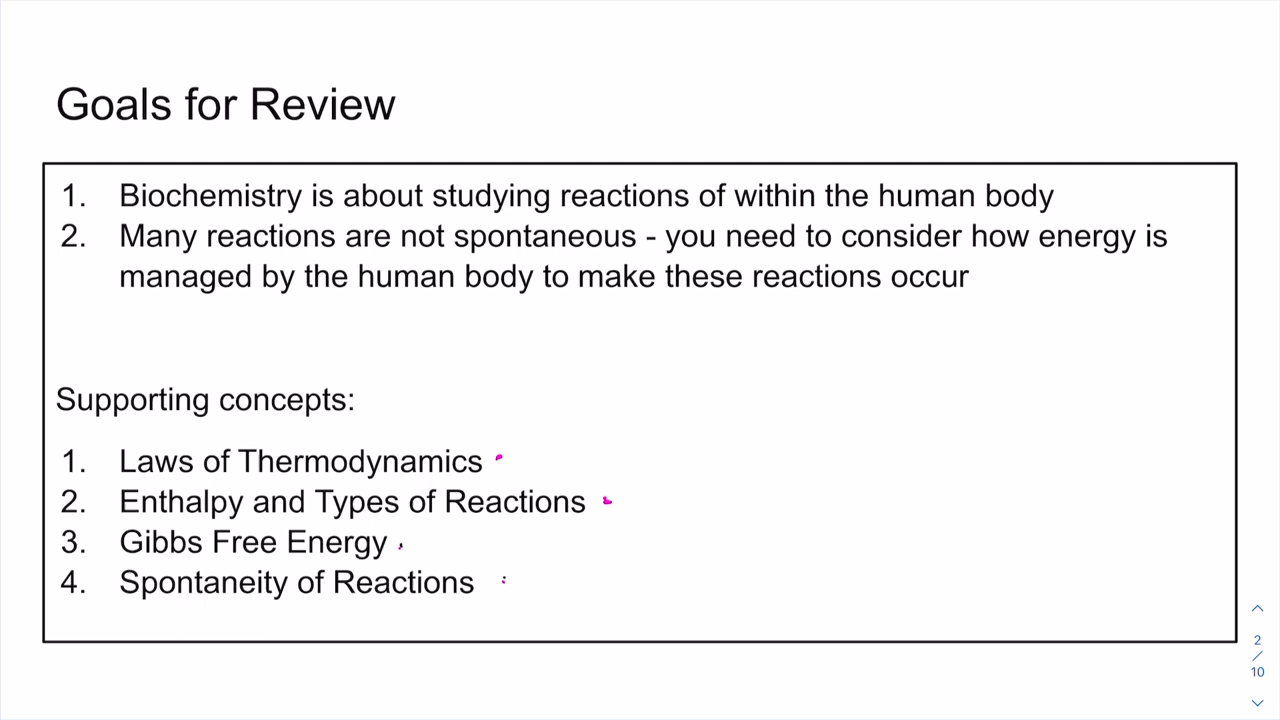 Goals for Review
1. Biochemistry is about studying reactions of within the human body
2. Many reactions are not spontaneous - you need to consider how energy is
managed by the human body to make these reactions occur
Supporting concepts:
1. Laws of Thermodynamics
2. Enthalpy and Types of Reactions
3. Gibbs Free Energy
4. Spontaneity of Reactions
2
/
10